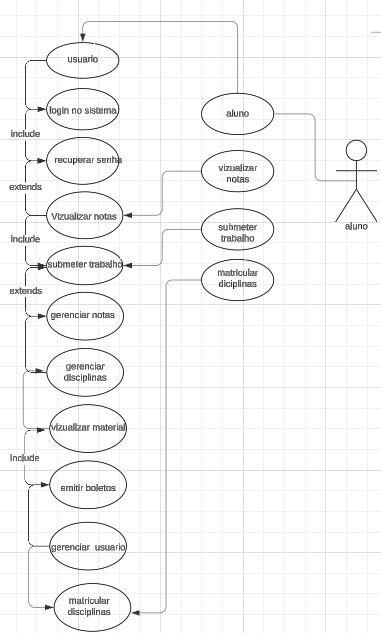 usuario
login no sistema
include
recuperar senha
extends
Vizualizar notas
include
submeter trabalho
extends
gerenciar notas
gerenciar
disciplinas
vizualizar material
include
emitir boletos
gerenciar usuario
matricular
disciplinas
aluno
vizualizar
notas
submeter
trabalho
matricular
diciplinas
aluno